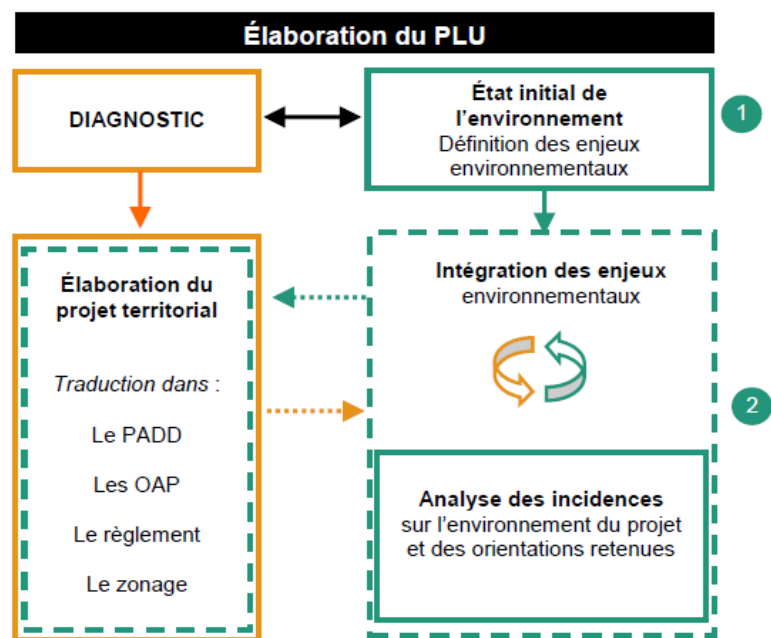 Élaboration du PLU
DIAGNOSTIC
État initial de
l’environnement
Définition des enjeux
environnementaux
1
Élaboration du
projet territorial
Traduction dans :
Le PADD
Les OAP
Le règlement
Le zonage
Intégration des enjeux
environnementaux
2
Analyse des incidences
sur l’environnement du projet
et des orientations retenues